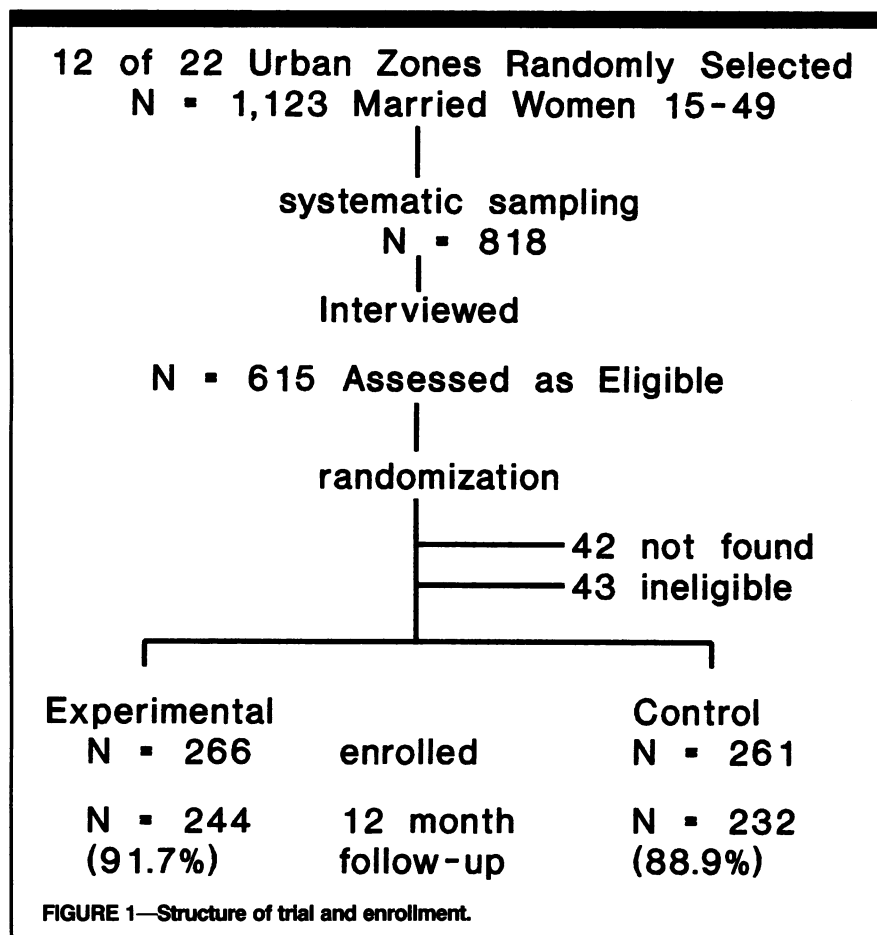 12 of 22 Urban Zones Randomly Selected
N = 1,123 Married Women 15-49
systematic sampling
N = 818
Interviewed
N = 615 Assessed as Eligible
randomization
42 not found
43 ineligible
Experimental Control
N = 266 enrolled N = 261
N = 244 12 month N = 232
(91.7%) follow-up (88.9%)
FIGURE 1—Structure of trial and enrollment.